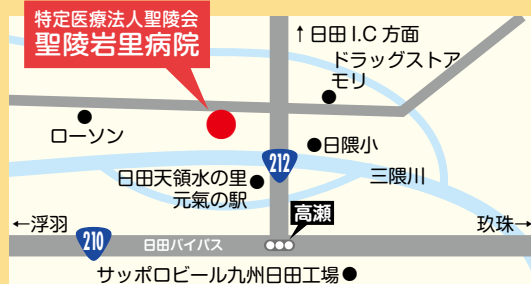 特定医療法人聖陵会
聖陵岩里病院
↑日田I.C方面
ドラッグストア
モリ
ローソン
日隈小
212
日田天領水の里
元氣の駅
三隈川
高瀬
←浮羽
玖珠→
210
日田バイパス
サッポロビール九州日田工場